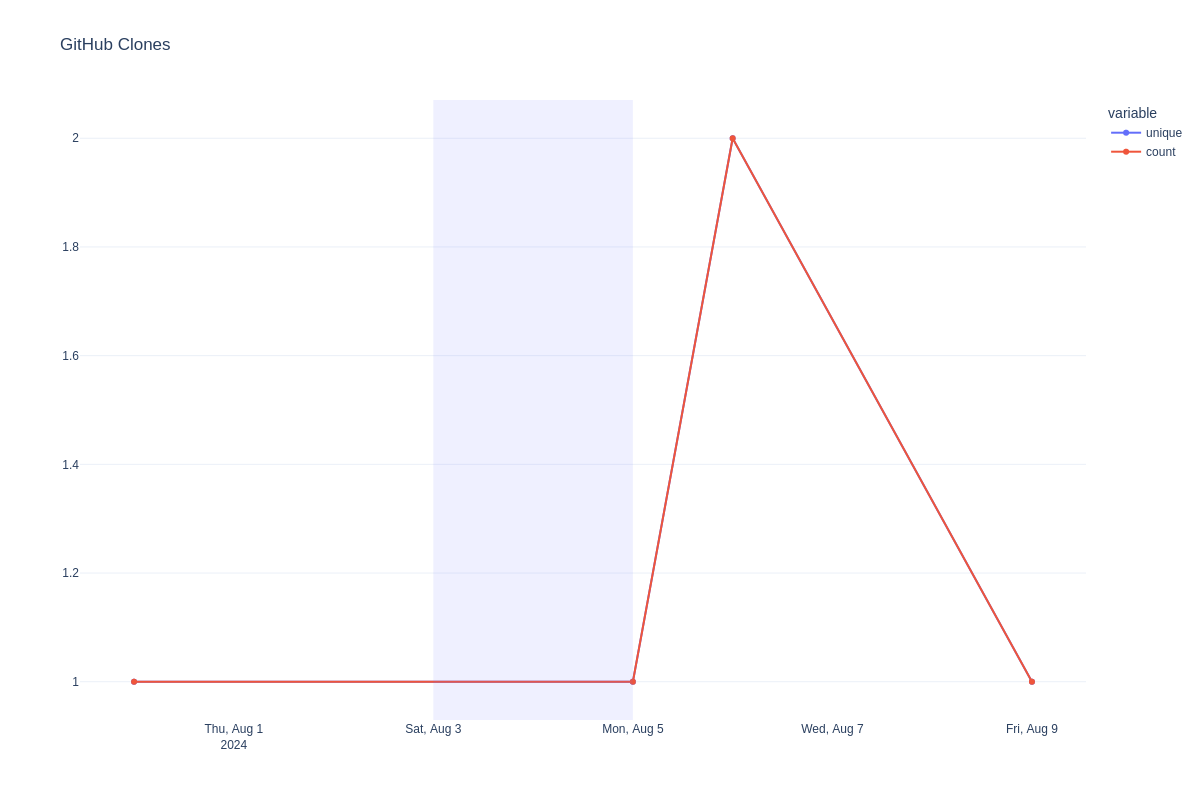 GitHub Clones
variable
unique
count
2
1.8
1.6
1.4
1.2
1
Thu, Aug 1
2024
Sat, Aug 3
Mon, Aug 5
Wed, Aug 7
Fri, Aug 9